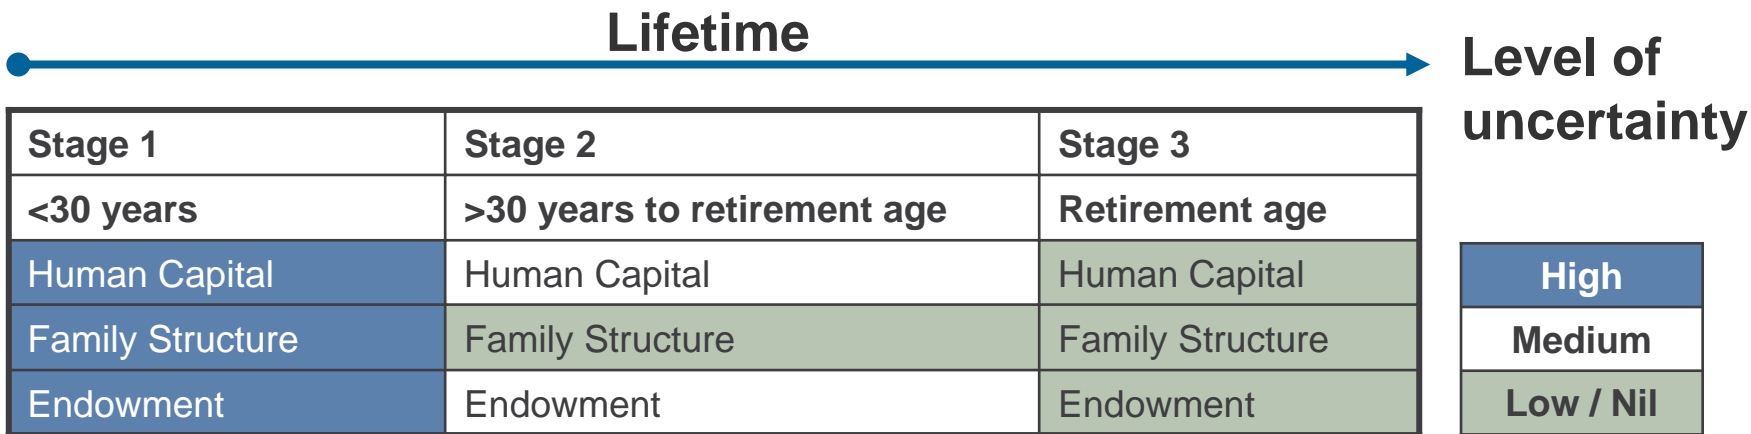 Lifetime
Level of
uncertainty
Stage 1 Stage 2 Stage 3
<30 years >30 years to retirement age Retirement age
Human Capital Human Capital Human Capital
Family Structure Family Structure Family Structure
Endowment Endowment Endowment
High
Medium
Low / Nil